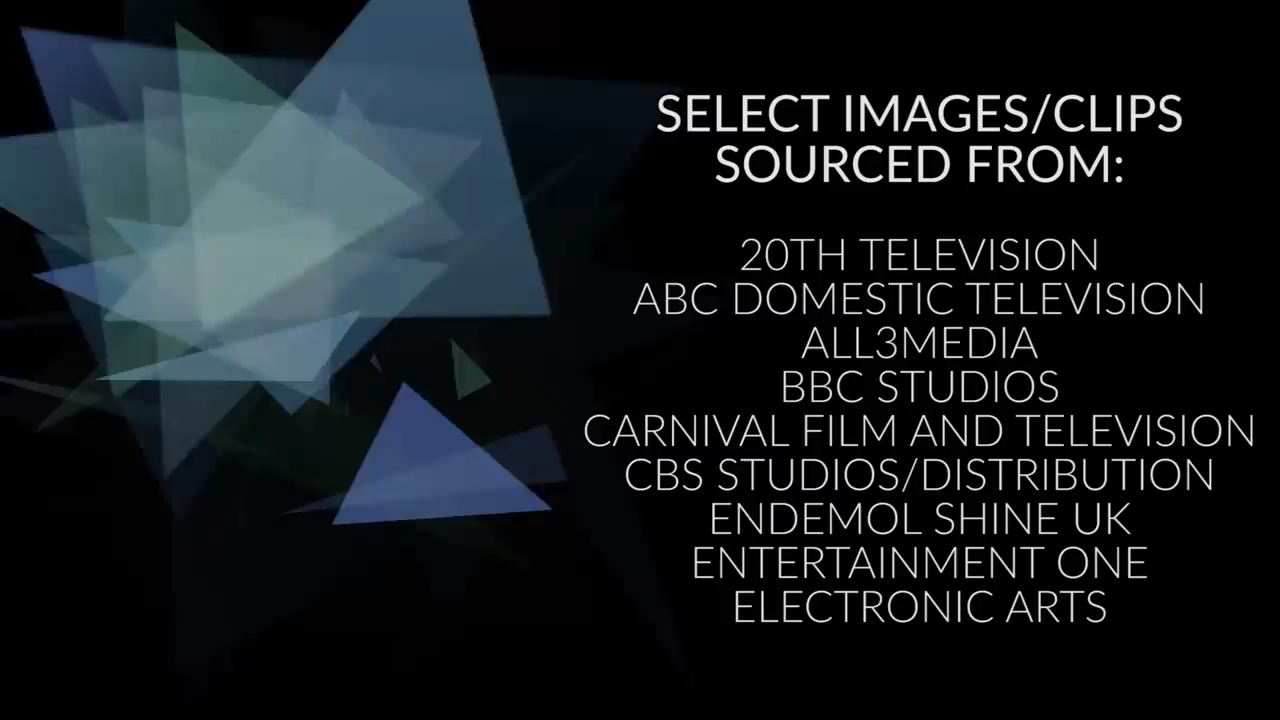 SELECT IMAGES/CLIPS
SOURCED FROM:
20TH TELEVISION
ABC DOMESTIC TELEVISION
ALL3MEDIA
BBC STUDIOS
CARNIVAL FILM AND TELEVISION
CBS STUDIOS/DISTRIBUTION
ENDEMOL SHINE UK
ENTERTAINMENT ONE
ELECTRONIC ARTS